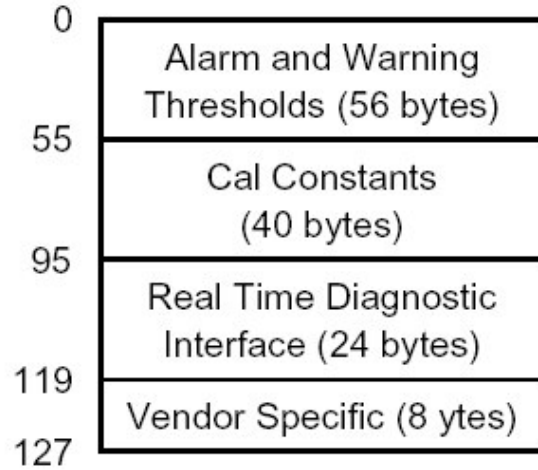 0
Alarm and Warning
Thresholds (56 bytes)
55
Cal Constants
(40 bytes)
95
Real Time Diagnostic
Interface (24 bytes)
119
Vendor Specific (8 ytes)
127